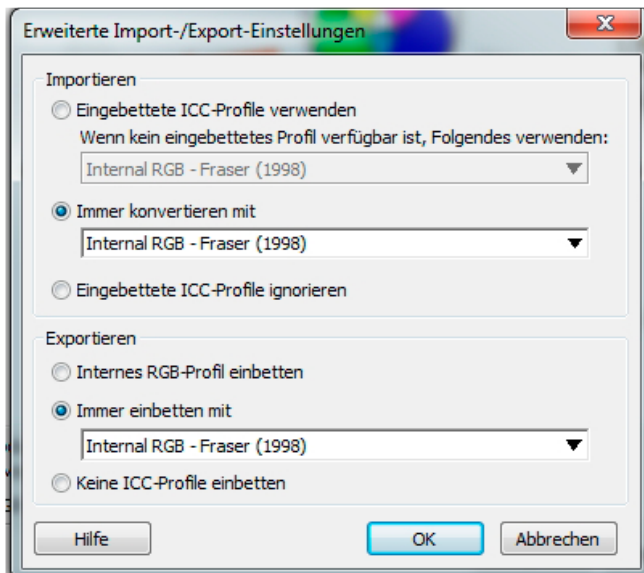 Erweiterte Import-/Export-Einstellungen
Importieren
Eingebettete ICC-Profile verwenden
Wenn kein eingebettetes Profil verfügbar ist, Folgendes verwenden:
Internal RGB - Fraser (1998)
Immer konvertieren mit
Internal RGB - Fraser (1998)
Eingebettete ICC-Profile ignorieren
Exportieren
Internes RGB-Profil einbetten
Immer einbetten mit
Internal RGB - Fraser (1998)
Keine ICC-Profile einbetten
Hilfe
OK
Abbrechen